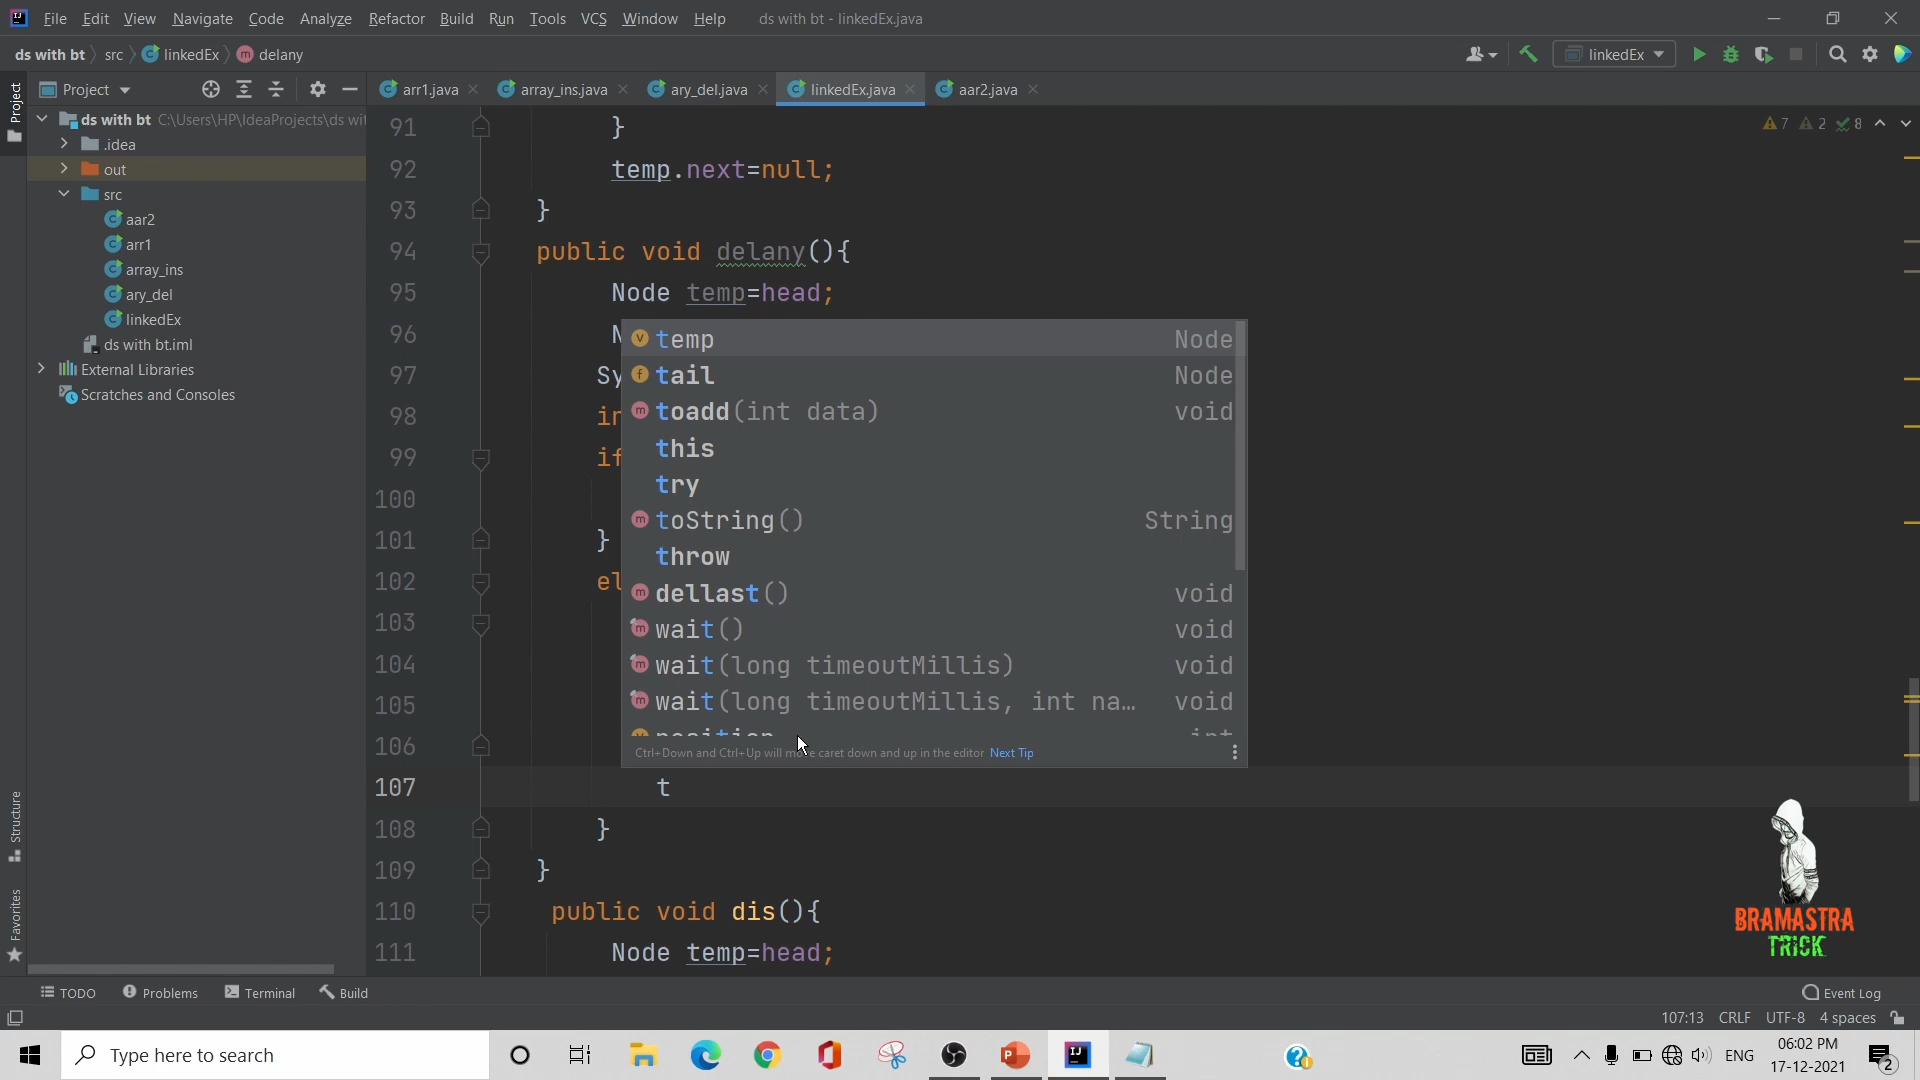 File Edit View Navigate Code Analyze Refactor Build Run Tools VCS Window Help ds with bt - linkedEx.java
ds with bt src linkedEx delany linkedEx
Project arr1.java array_ins.java ary_del.java linkedEx.java aar2.java
Project
ds with bt C:\Users\HP\IdeaProjects\ds wit
.idea
out
src
aar2
arr1
array_ins
ary_del
linkedEx
ds with bt.iml
External Libraries
Scratches and Consoles
Structure
Favorites
7 2 8
91 }
92 temp.next=null;
93 }
94 public void delany(){
95 Node temp=head;
96 N
97 Sy
98 in
99 if
100
101 }
102 el
103
104
105
106
107 t
108 }
109 }
110 public void dis(){
111 Node temp=head;
temp Node
tail Node
toadd(int data) void
this
try
toString() String
throw
dellast() void
wait() void
wait(long timeoutMillis) void
wait(long timeoutMillis, int na… void
position int
Ctrl+Down and Ctrl+Up will move caret down and up in the editor Next Tip
BRAMASTRA
TRICK
TODO Problems Terminal Build Event Log
107:13 CRLF UTF-8 4 spaces
Type here to search
ENG
06:02 PM
17-12-2021
2